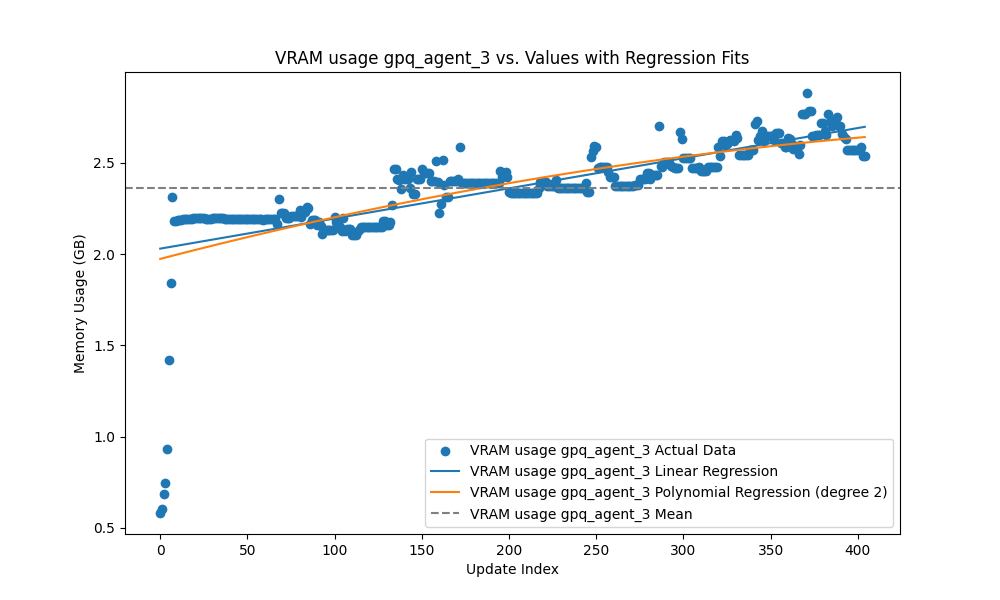 VRAM usage gpq_agent_3 vs. Values with Regression Fits
Memory Usage (GB)
2.5
2.0
1.5
1.0
0.5
VRAM usage gpq_agent_3 Actual Data
VRAM usage gpq_agent_3 Linear Regression
VRAM usage gpq_agent_3 Polynomial Regression (degree 2)
VRAM usage gpq_agent_3 Mean
0 50 100 150 200 250 300 350 400
Update Index